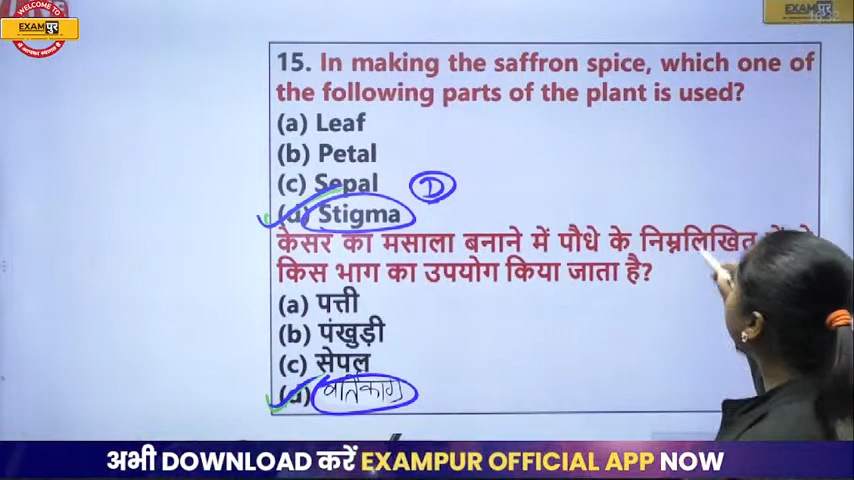 WELCOME TO
EXAMपुर
EXAMपुर
15. In making the saffron spice, which one of
the following parts of the plant is used?
(a) Leaf
(b) Petal
(c) Sepal
D
(d) Stigma
केसर का मसाला बनाने में पौधे के निम्नलिखित में से
किस भाग का उपयोग किया जाता है?
(a) पत्ती
(b) पंखुड़ी
(c) सेपल
(d) वर्तिकाग्र
अभी DOWNLOAD करें EXAMPUR OFFICIAL APP NOW